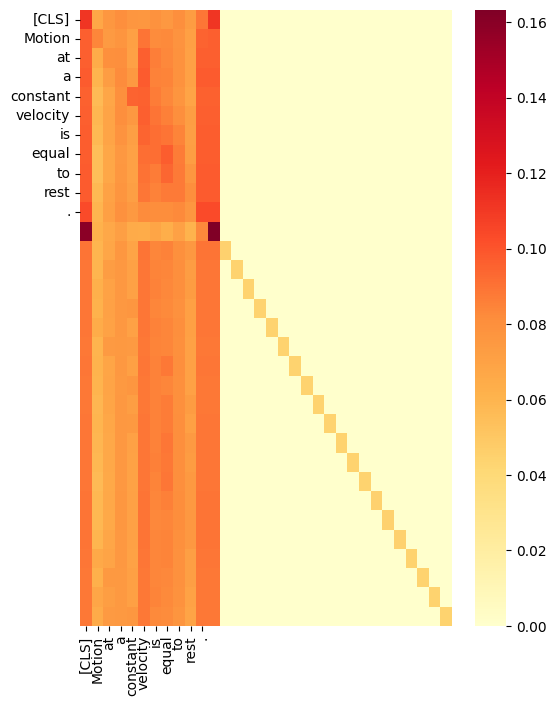 [CLS]
Motion
at
a
constant
velocity
is
equal
to
rest
.
0.16
0.14
0.12
0.10
0.08
0.06
0.04
0.02
0.00
[CLS]
Motion
at
a
constant
velocity
is
equal
to
rest
.